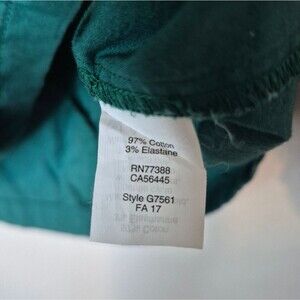 97% Cotton
3% Elastane
RN77388
CA56445
Style G7561
FA 17